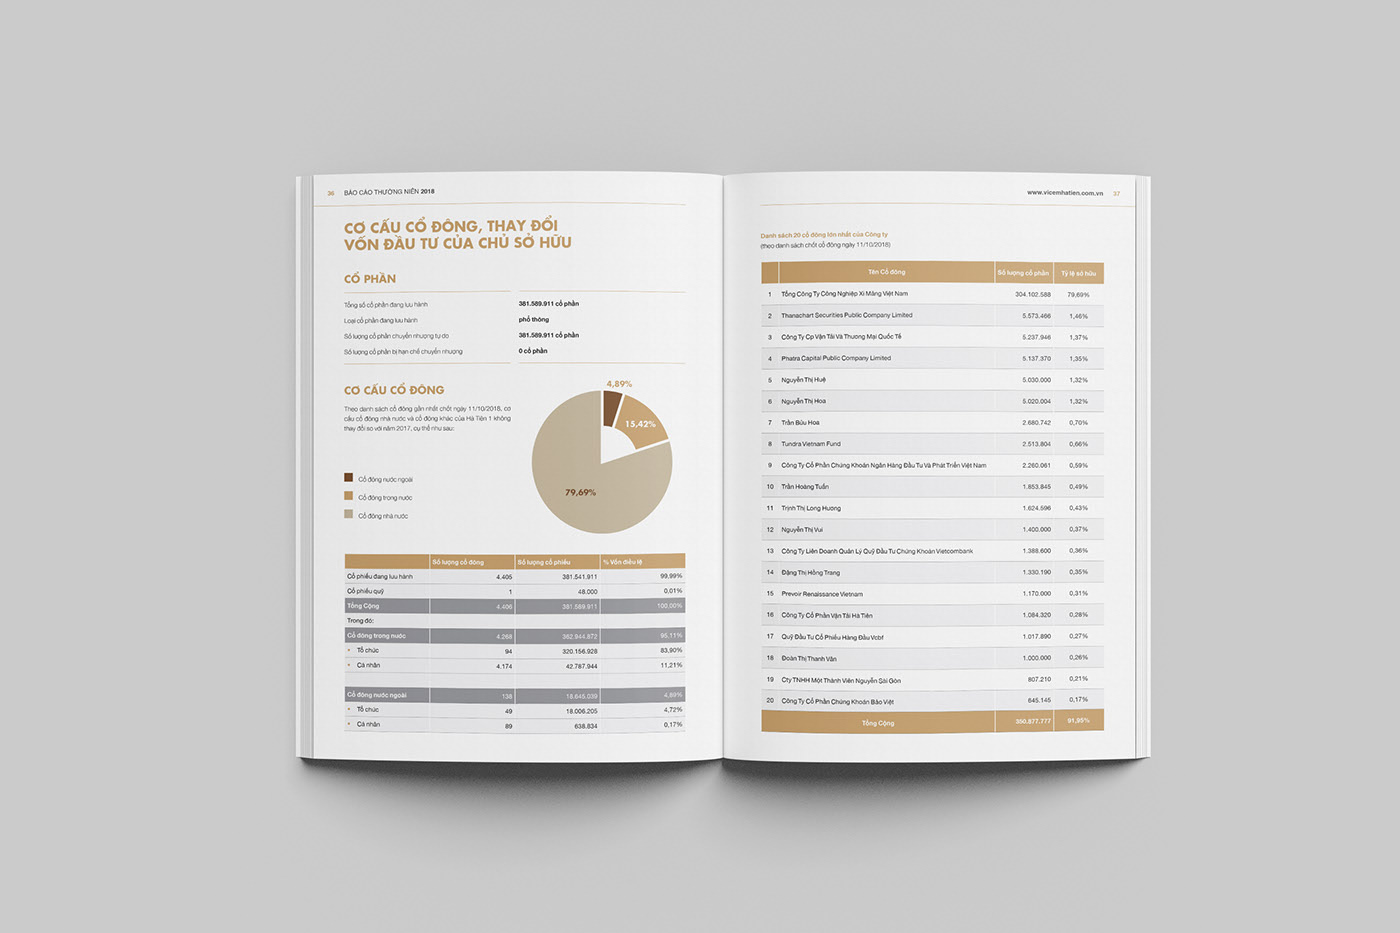 36 BÁO CÁO THƯỜNG NIÊN 2018
CƠ CẤU CỔ ĐÔNG, THAY ĐỔI
VỐN ĐẦU TƯ CỦA CHỦ SỞ HỮU
CỔ PHẦN
Tổng số cổ phần đang lưu hành 381.589.911 cổ phần
Loại cổ phần đang lưu hành phổ thông
Số lượng cổ phần chuyển nhượng tự do 381.589.911 cổ phần
Số lượng cổ phần bị hạn chế chuyển nhượng 0 cổ phần
CƠ CẤU CỔ ĐÔNG
Theo danh sách cổ đông gần nhất chốt ngày 11/10/2018, cơ
cấu cổ đông nhà nước và cổ đông khác của Hà Tiên 1 không
thay đổi so với năm 2017, cụ thể như sau:
Cổ đông nước ngoài
Cổ đông trong nước
Cổ đông nhà nước
4,89%
15,42%
79,69%
Số lượng cổ đông Số lượng cổ phiếu % Vốn điều lệ
Cổ phiếu đang lưu hành 4.405 381.541.911 99,99%
Cổ phiếu quỹ 1 48.000 0,01%
Tổng Cộng 4.406 381.589.911 100,00%
Trong đó:
Cổ đông trong nước 4.268 362.944.872 95,11%
• Tổ chức 94 320.156.928 83,90%
• Cá nhân 4.174 42.787.944 11,21%
Cổ đông nước ngoài 138 18.645.039 4,89%
• Tổ chức 49 18.006.205 4,72%
• Cá nhân 89 638.834 0,17%
www.vicemhatien.com.vn 37
Danh sách 20 cổ đông lớn nhất của Công ty
(theo danh sách chốt cổ đông ngày 11/10/2018)
Tên Cổ đông Số lượng cổ phần Tỷ lệ sở hữu
1 Tổng Công Ty Công Nghiệp Xi Măng Việt Nam 304.102.588 79,69%
2 Thanachart Securities Public Company Limited 5.573.466 1,46%
3 Công Ty Cp Vận Tải Và Thương Mại Quốc Tế 5.237.946 1,37%
4 Phatra Capital Public Company Limited 5.137.370 1,35%
5 Nguyễn Thị Huệ 5.030.000 1,32%
6 Nguyễn Thị Hoa 5.020.004 1,32%
7 Trần Bửu Hoa 2.680.742 0,70%
8 Tundra Vietnam Fund 2.513.804 0,66%
9 Công Ty Cổ Phần Chứng Khoán Ngân Hàng Đầu Tư Và Phát Triển Việt Nam 2.260.061 0,59%
10 Trần Hoàng Tuấn 1.853.845 0,49%
11 Trịnh Thị Long Hương 1.624.596 0,43%
12 Nguyễn Thị Vui 1.400.000 0,37%
13 Công Ty Liên Doanh Quản Lý Quỹ Đầu Tư Chứng Khoán Vietcombank 1.388.600 0,36%
14 Đặng Thị Hồng Trang 1.330.190 0,35%
15 Prevoir Renaissance Vietnam 1.170.000 0,31%
16 Công Ty Cổ Phần Vận Tải Hà Tiên 1.084.320 0,28%
17 Quỹ Đầu Tư Cổ Phiếu Hàng Đầu Vcbf 1.017.890 0,27%
18 Đoàn Thị Thanh Vân 1.000.000 0,26%
19 Cty TNHH Một Thành Viên Nguyễn Sài Gòn 807.210 0,21%
20 Công Ty Cổ Phần Chứng Khoán Bảo Việt 645.145 0,17%
Tổng Cộng 350.877.777 91,95%